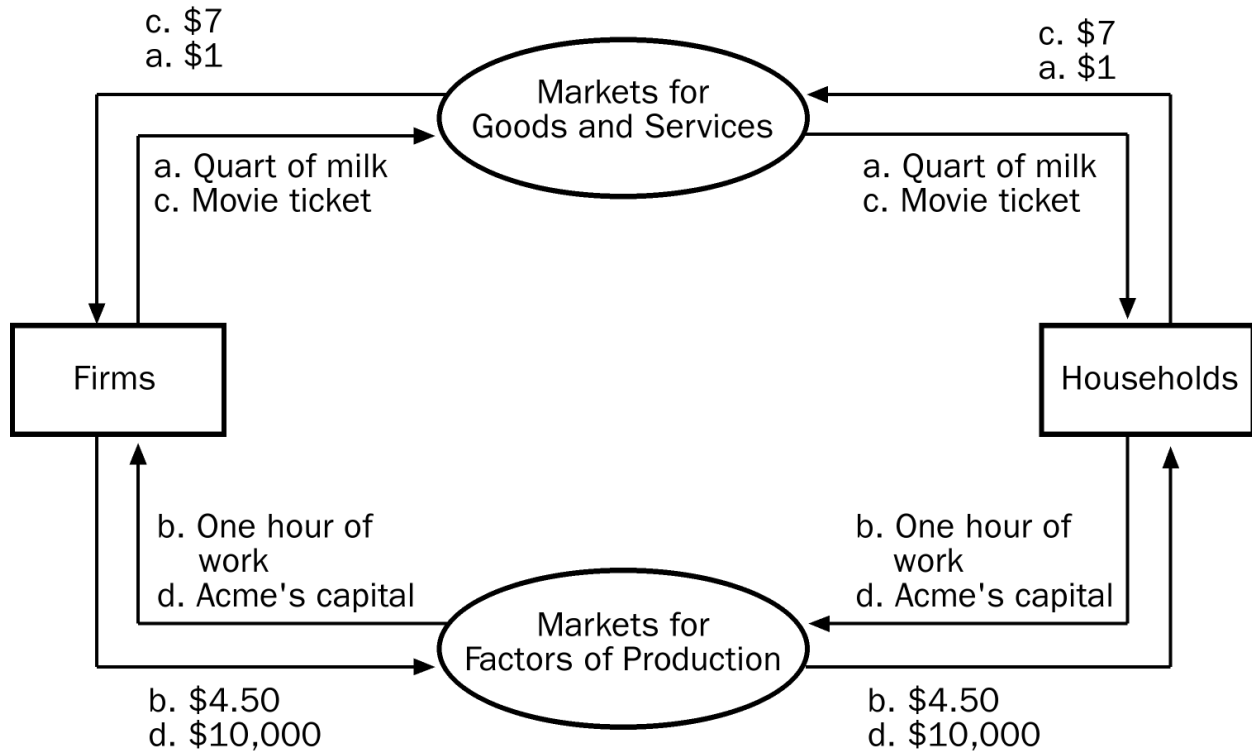 c. $7
a. $1
c. $7
a. $1
Markets for
Goods and Services
a. Quart of milk
c. Movie ticket
a. Quart of milk
c. Movie ticket
Firms
Households
b. One hour of
work
d. Acme's capital
b. One hour of
work
d. Acme's capital
Markets for
Factors of Production
b. $4.50
d. $10,000
b. $4.50
d. $10,000